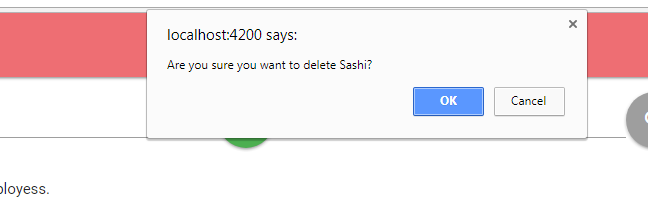 localhost:4200 says:
Are you sure you want to delete Sashi?
OK
Cancel
ployess.